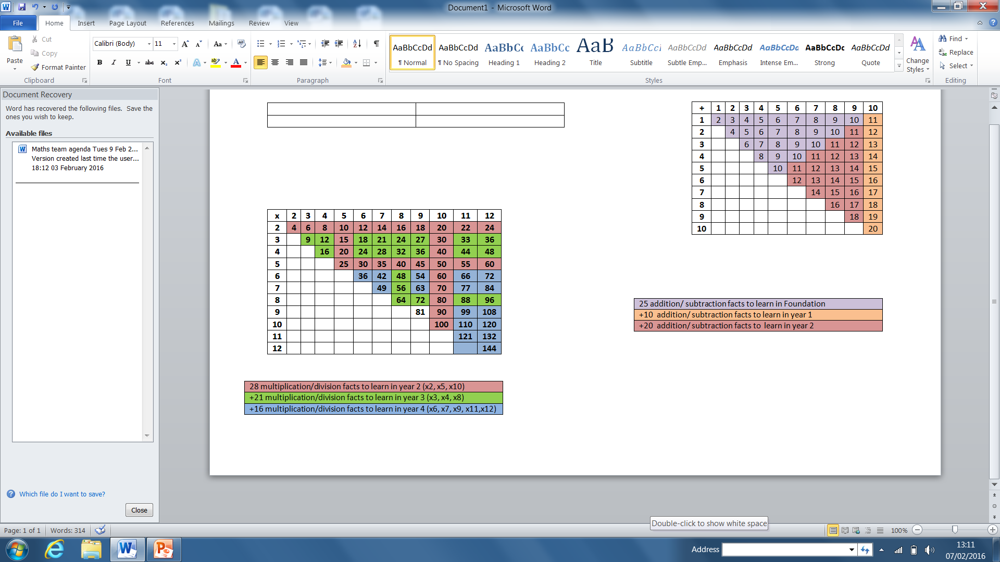 Document1 - Microsoft Word
File Home Insert Page Layout References Mailings Review View
Paste
Cut
Copy
Format Painter
Clipboard
Calibri (Body) 11
Font
Paragraph
AaBbCcDd AaBbCcDd AaBbCc AaBbCc AaB AaBbCcI AaBbCcDd AaBbCcDd AaBbCcDd AaBbCcDc AaBbCcDd
¶ Normal ¶ No Spacing Heading 1 Heading 2 Title Subtitle Subtle Emp... Emphasis Intense Em... Strong Quote
Styles
Change Styles
Find
Replace
Select
Editing
Document Recovery
Word has recovered the following files. Save the
ones you wish to keep.
Available files
Maths team agenda Tues 9 Feb 2...
Version created last time the user...
18:12 03 February 2016
Which file do I want to save?
Close
+ 1 2 3 4 5 6 7 8 9 10
1 2 3 4 5 6 7 8 9 10 11
2 4 5 6 7 8 9 10 11 12
3 6 7 8 9 10 11 12 13
4 8 9 10 11 12 13 14
5 10 11 12 13 14 15
6 12 13 14 15 16
7 14 15 16 17
8 16 17 18
9 18 19
10 20
x 2 3 4 5 6 7 8 9 10 11 12
2 4 6 8 10 12 14 16 18 20 22 24
3 9 12 15 18 21 24 27 30 33 36
4 16 20 24 28 32 36 40 44 48
5 25 30 35 40 45 50 55 60
6 36 42 48 54 60 66 72
7 49 56 63 70 77 84
8 64 72 80 88 96
9 81 90 99 108
10 100 110 120
11 121 132
12 144
25 addition/ subtraction facts to learn in Foundation
+10 addition/ subtraction facts to learn in year 1
+20 addition/ subtraction facts to learn in year 2
28 multiplication/division facts to learn in year 2 (x2, x5, x10)
+21 multiplication/division facts to learn in year 3 (x3, x4, x8)
+16 multiplication/division facts to learn in year 4 (x6, x7, x9, x11,x12)
Double-click to show white space
Page: 1 of 1 Words: 314
100%
Address
13:11
07/02/2016